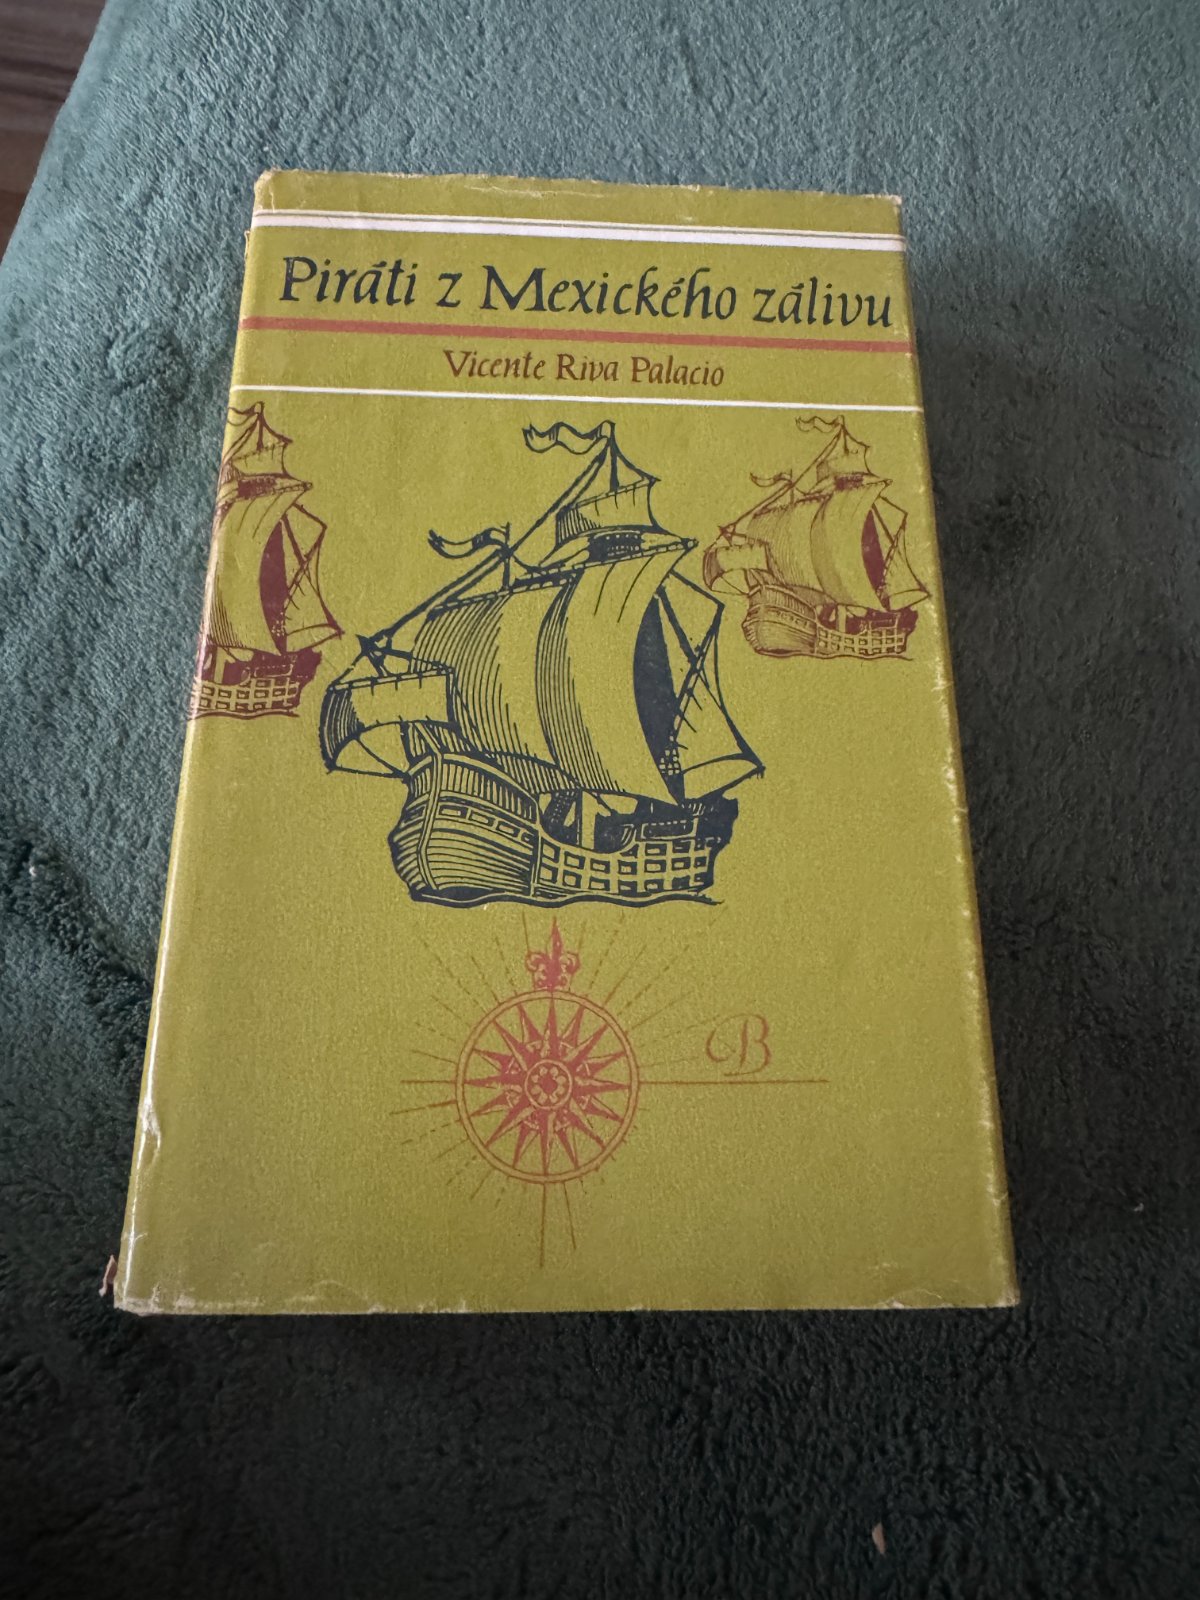 Piráti z Mexického zálivu
Vicente Riva Palacio
B